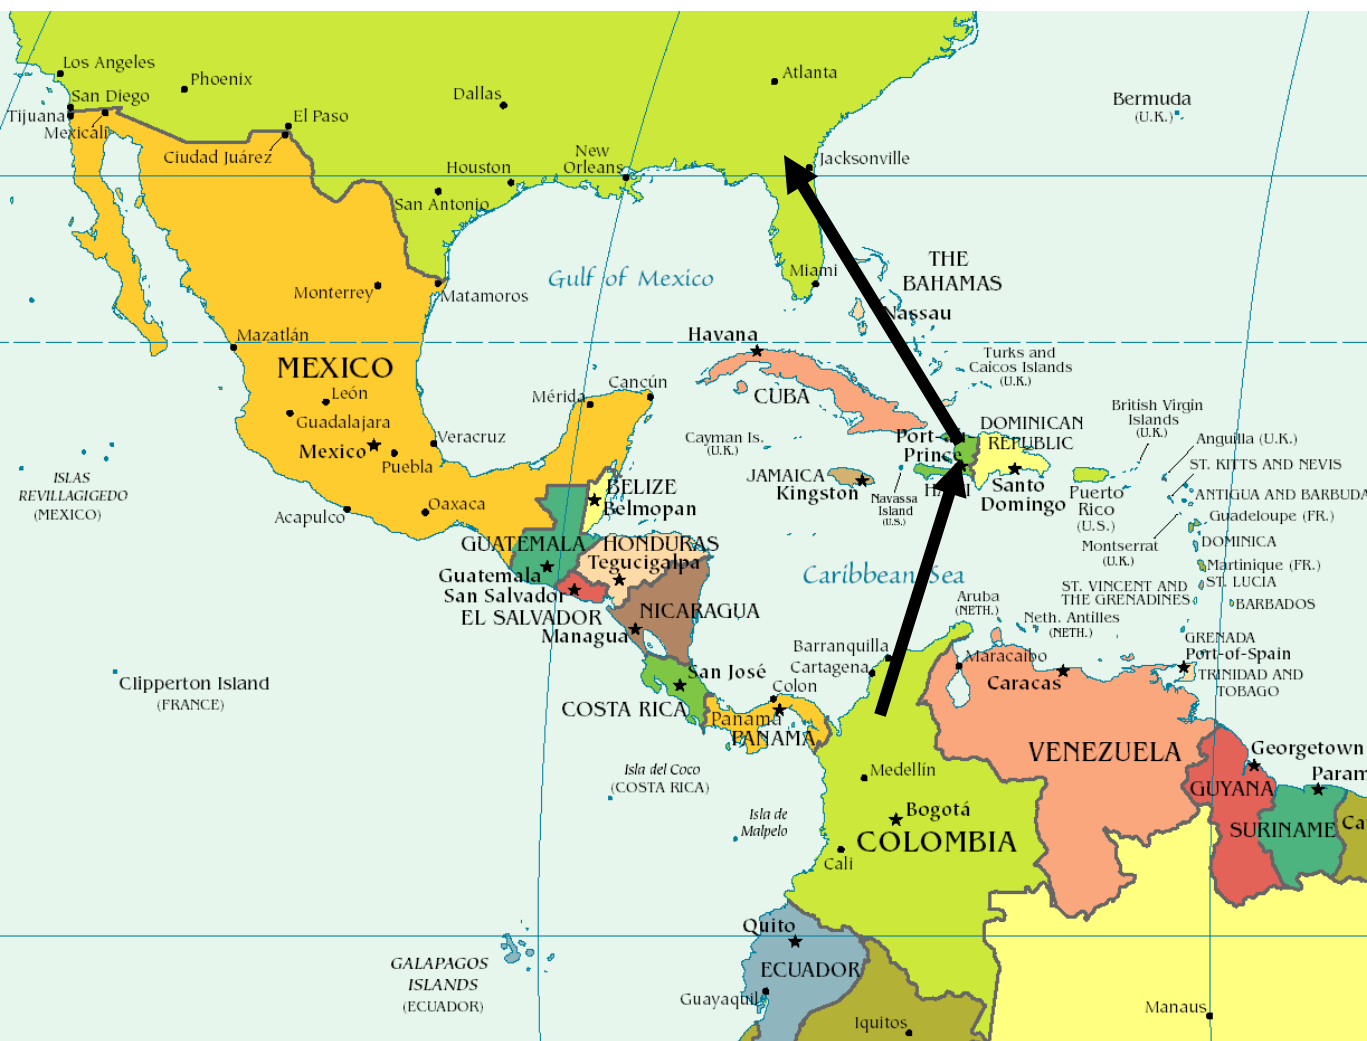 Los Angeles
Phoenix
San Diego
Tijuana
Mexicali
El Paso
Ciudad Juárez
Dallas
Atlanta
Bermuda
(U.K.)
New
Orleans
Houston
San Antonio
Jacksonville
Gulf of Mexico
Miami
THE
BAHAMAS
Nassau
Monterrey
Matamoros
Mazatlán
MEXICO
León
Guadalajara
Mexico
Puebla
Veracruz
Mérida
Cancún
Havana
CUBA
Turks and
Caicos Islands
(U.K.)
Cayman Is.
(U.K.)
Port-
Prince
DOMINICAN
REPUBLIC
British Virgin
Islands
(U.K.)
Anguilla (U.K.)
ST. KITTS AND NEVIS
ANTIGUA AND BARBUDA
ISLAS
REVILLAGIGEDO
(MEXICO)
Acapulco
Oaxaca
BELIZE
Belmopan
JAMAICA
Kingston
Navassa
Island
(U.S.)
Santo
Domingo
Puerto
Rico
(U.S.)
Guadeloupe (FR.)
Montserrat
(U.K.)
DOMINICA
Martinique (FR.)
ST. LUCIA
ST. VINCENT AND
THE GRENADINES
BARBADOS
GUATEMALA
Guatemala
HONDURAS
Tegucigalpa
San Salvador
EL SALVADOR
NICARAGUA
Managua
Caribbean Sea
Aruba
(NETH.)
Neth. Antilles
(NETH.)
GRENADA
Port-of-Spain
TRINIDAD AND
TOBAGO
Barranquilla
Cartagena
Maracaibo
Caracas
Clipperton Island
(FRANCE)
San José
COSTA RICA
Colon
Panama
PANAMA
VENEZUELA
Georgetown
Param
GUYANA
SURINAME
Ca
Isla del Coco
(COSTA RICA)
Isla de
Malpelo
Medellín
Bogotá
COLOMBIA
Cali
Quito
ECUADOR
Guayaquil
GALAPAGOS
ISLANDS
(ECUADOR)
Iquitos
Manaus